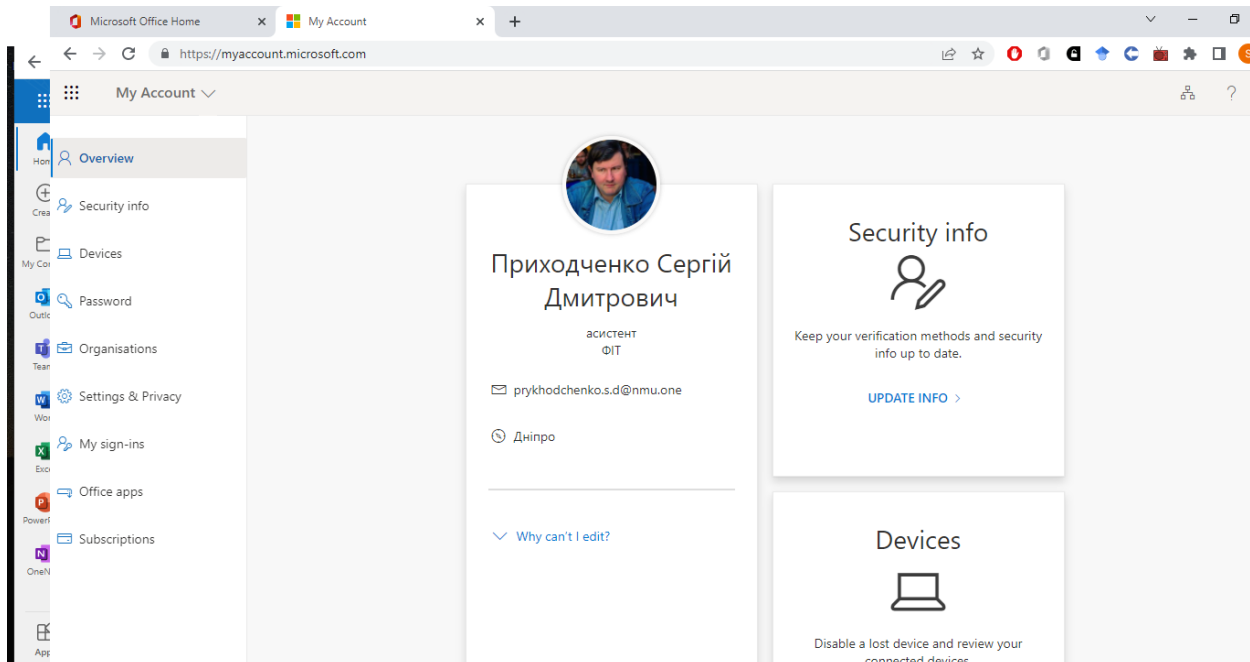 Microsoft Office Home
My Account
https://myaccount.microsoft.com
My Account
Overview
Security info
Devices
Password
Organisations
Settings & Privacy
My sign-ins
Office apps
Subscriptions
Приходченко Сергій
Дмитрович
асистент
ФІТ
prykhodchenko.s.d@nmu.one
Дніпро
Why can't I edit?
Security info
Keep your verification methods and security
info up to date.
UPDATE INFO
Devices
Disable a lost device and review your
connected devices